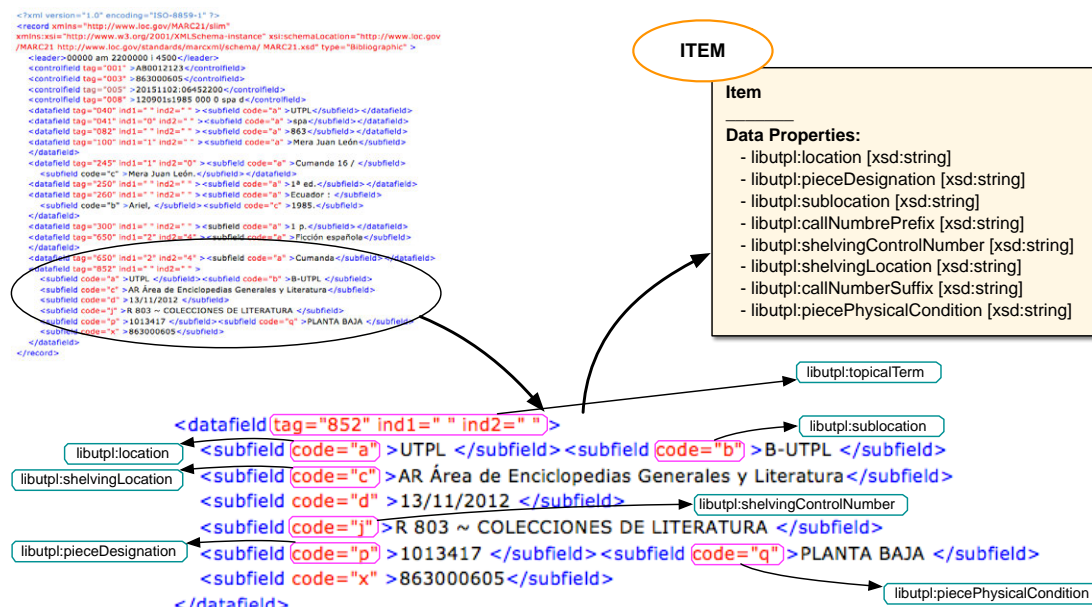 <?xml version="1.0" encoding="ISO-8859-1" ?>
<record xmlns="http://www.loc.gov/MARC21/slim"
xmlns:xsi="http://www.w3.org/2001/XMLSchema-instance" xsi:schemaLocation="http://www.loc.gov
/MARC21 http://www.loc.gov/standards/marcxml/schema/ MARC21.xsd" type="Bibliographic" >
<leader>00000 am 2200000 i 4500</leader>
<controlfield tag="001" >AB0012123</controlfield>
<controlfield tag="003" >863000605</controlfield>
<controlfield tag="005" >20151102:06452200</controlfield>
<controlfield tag="008" >120901s1985 000 0 spa d</controlfield>
<datafield tag="040" ind1=" " ind2=" " ><subfield code="a" >UTPL</subfield></datafield>
<datafield tag="041" ind1="0" ind2=" " ><subfield code="a" >spa</subfield></datafield>
<datafield tag="082" ind1=" " ind2=" " ><subfield code="a" >863</subfield></datafield>
<datafield tag="100" ind1="1" ind2=" " ><subfield code="a" >Mera Juan León</subfield>
</datafield>
<datafield tag="245" ind1="1" ind2="0" ><subfield code="a" >Cumanda 16 / </subfield>
<subfield code="c" > Mera Juan León.</subfield></datafield>
<datafield tag="250" ind1=" " ind2=" " ><subfield code="a" >1ª ed.</subfield></datafield>
<datafield tag="260" ind1=" " ind2=" " ><subfield code="a" >Ecuador : </subfield>
<subfield code="b" > Ariel, </subfield><subfield code="c" >1985.</subfield>
</datafield>
<datafield tag="300" ind1=" " ind2=" " ><subfield code="a" >1 p.</subfield></datafield>
<datafield tag="650" ind1="2" ind2="4" ><subfield code="a" >Ficción española</subfield>
</datafield>
<datafield tag="650" ind1="2" ind2="4" ><subfield code="a" >Cumanda</subfield></datafield>
<datafield tag="852" ind1=" " ind2=" " >
<subfield code="a" >UTPL </subfield><subfield code="b" >B-UTPL </subfield>
<subfield code="c" >AR Área de Enciclopedias Generales y Literatura</subfield>
<subfield code="d" >13/11/2012 </subfield>
<subfield code="j" >R 803 ~ COLECCIONES DE LITERATURA </subfield>
<subfield code="p" >1013417 </subfield><subfield code="q" >PLANTA BAJA </subfield>
<subfield code="x" >863000605</subfield>
</datafield>
</record>
ITEM
Item
Data Properties:
- libutpl:location [xsd:string]
- libutpl:pieceDesignation [xsd:string]
- libutpl:sublocation [xsd:string]
- libutpl:callNumbrePrefix [xsd:string]
- libutpl:shelvingControlNumber [xsd:string]
- libutpl:shelvingLocation [xsd:string]
- libutpl:callNumberSuffix [xsd:string]
- libutpl:piecePhysicalCondition [xsd:string]
libutpl:topicalTerm
<datafield tag="852" ind1=" " ind2=" " >
libutpl:sublocation
libutpl:location
<subfield code="a" >UTPL </subfield><subfield code="b" >B-UTPL </subfield>
libutpl:shelvingLocation
<subfield code="c" >AR Área de Enciclopedias Generales y Literatura</subfield>
<subfield code="d" >13/11/2012 </subfield>
libutpl:shelvingControlNumber
<subfield code="j" >R 803 ~ COLECCIONES DE LITERATURA </subfield>
libutpl:pieceDesignation
<subfield code="p" >1013417 </subfield><subfield code="q" >PLANTA BAJA </subfield>
<subfield code="x" >863000605</subfield>
libutpl:piecePhysicalCondition
</datafield>